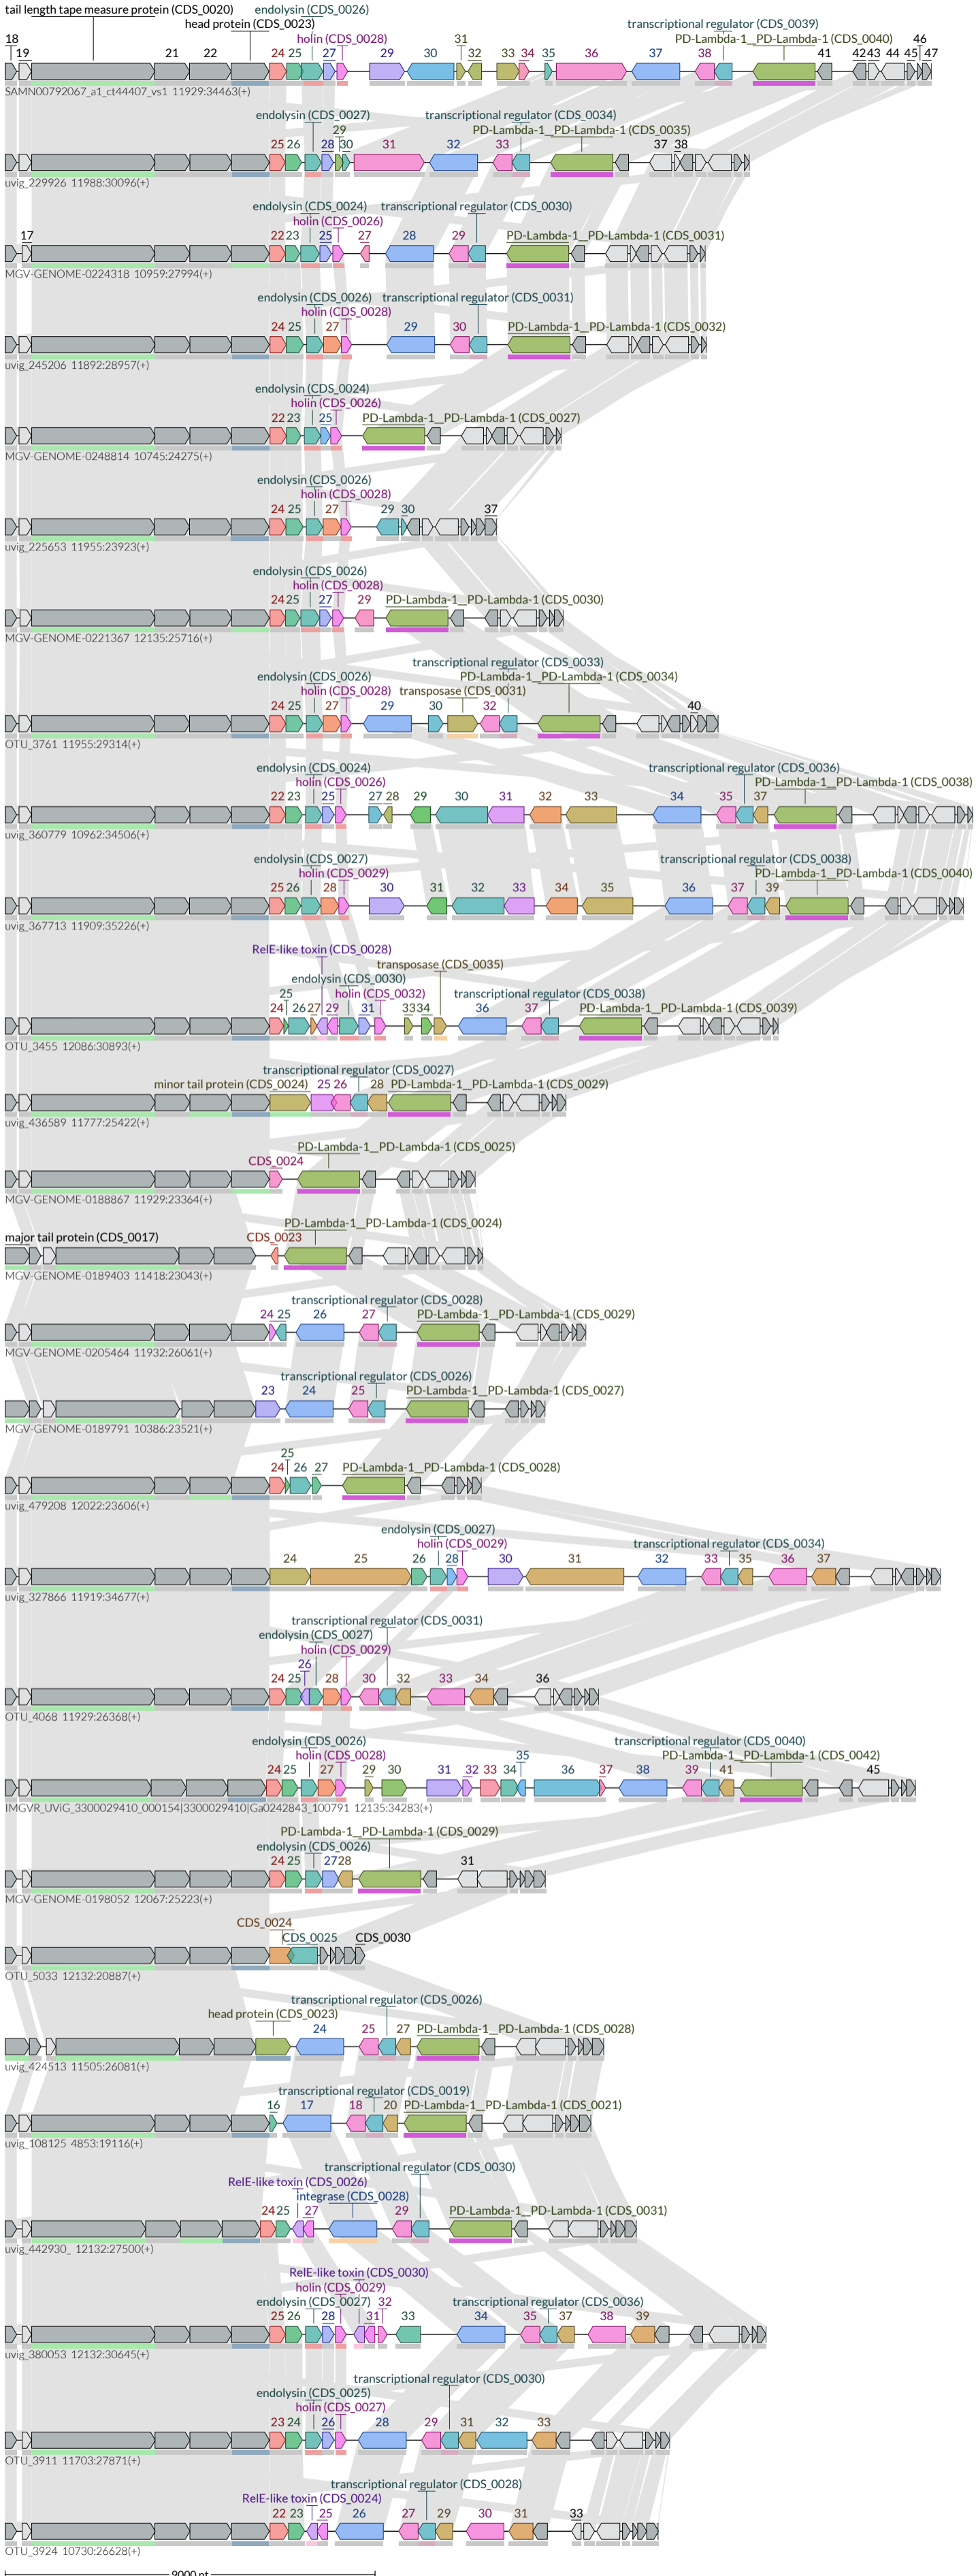 tail length tape measure protein (CDS_0020) endolysin (CDS_0026)
head protein (CDS_0023) transcriptional regulator (CDS_0039)
18 holin (CDS_0028) 31 PD-Lambda-1__PD-Lambda-1 (CDS_0040) 46
19 21 22 24 25 27 29 30 32 33 34 35 36 37 38 41 42 43 44 45 47
SAMN00792067_a1_ct44407_vs1 11929:34463(+)
endolysin (CDS_0027) transcriptional regulator (CDS_0034)
29 PD-Lambda-1__PD-Lambda-1 (CDS_0035)
25 26 28 30 31 32 33 37 38
uvig_229926 11988:30096(+)
endolysin (CDS_0024) transcriptional regulator (CDS_0030)
holin (CDS_0026)
17 22 23 25 27 28 29 PD-Lambda-1__PD-Lambda-1 (CDS_0031)
MGV-GENOME-0224318 10959:27994(+)
endolysin (CDS_0026) transcriptional regulator (CDS_0031)
holin (CDS_0028)
24 25 27 29 30 PD-Lambda-1__PD-Lambda-1 (CDS_0032)
uvig_245206 11892:28957(+)
endolysin (CDS_0024)
holin (CDS_0026)
22 23 25 PD-Lambda-1__PD-Lambda-1 (CDS_0027)
MGV-GENOME-0248814 10745:24275(+)
endolysin (CDS_0026)
holin (CDS_0028)
24 25 27 29 30 37
uvig_225653 11955:23923(+)
endolysin (CDS_0026)
holin (CDS_0028)
24 25 27 29 PD-Lambda-1__PD-Lambda-1 (CDS_0030)
MGV-GENOME-0221367 12135:25716(+)
transcriptional regulator (CDS_0033)
endolysin (CDS_0026) PD-Lambda-1__PD-Lambda-1 (CDS_0034)
holin (CDS_0028) transposase (CDS_0031)
24 25 27 29 30 32 40
OTU_3761 11955:29314(+)
endolysin (CDS_0024) transcriptional regulator (CDS_0036)
holin (CDS_0026) PD-Lambda-1__PD-Lambda-1 (CDS_0038)
22 23 25 27 28 29 30 31 32 33 34 35 37
uvig_360779 10962:34506(+)
endolysin (CDS_0027) transcriptional regulator (CDS_0038)
holin (CDS_0029) PD-Lambda-1__PD-Lambda-1 (CDS_0040)
25 26 28 30 31 32 33 34 35 36 37 39
uvig_367713 11909:35226(+)
RelE-like toxin (CDS_0028)
transposase (CDS_0035)
endolysin (CDS_0030)
25 holin (CDS_0032) transcriptional regulator (CDS_0038)
24 26 27 29 31 33 34 36 37 PD-Lambda-1__PD-Lambda-1 (CDS_0039)
OTU_3455 12086:30893(+)
transcriptional regulator (CDS_0027)
minor tail protein (CDS_0024) 25 26 28 PD-Lambda-1__PD-Lambda-1 (CDS_0029)
uvig_436589 11777:25422(+)
PD-Lambda-1__PD-Lambda-1 (CDS_0025)
CDS_0024
MGV-GENOME-0188867 11929:23364(+)
PD-Lambda-1__PD-Lambda-1 (CDS_0024)
major tail protein (CDS_0017) CDS_0023
MGV-GENOME-0189403 11418:23043(+)
transcriptional regulator (CDS_0028)
24 25 26 27 PD-Lambda-1__PD-Lambda-1 (CDS_0029)
MGV-GENOME-0205464 11932:26061(+)
transcriptional regulator (CDS_0026)
23 24 25 PD-Lambda-1__PD-Lambda-1 (CDS_0027)
MGV-GENOME-0189791 10386:23521(+)
25
24 26 27 PD-Lambda-1__PD-Lambda-1 (CDS_0028)
uvig_479208 12022:23606(+)
endolysin (CDS_0027)
holin (CDS_0029) transcriptional regulator (CDS_0034)
24 25 26 28 30 31 32 33 35 36 37
uvig_327866 11919:34677(+)
transcriptional regulator (CDS_0031)
endolysin (CDS_0027)
holin (CDS_0029)
26
24 25 28 30 32 33 34 36
OTU_4068 11929:26368(+)
endolysin (CDS_0026) transcriptional regulator (CDS_0040)
holin (CDS_0028) 35 PD-Lambda-1__PD-Lambda-1 (CDS_0042)
24 25 27 29 30 31 32 33 34 36 37 38 39 41 45
IMGVR_UViG_3300029410_000154|3300029410|Ga0242843_100791 12135:34283(+)
PD-Lambda-1__PD-Lambda-1 (CDS_0029)
endolysin (CDS_0026)
24 25 27 28 31
MGV-GENOME-0198052 12067:25223(+)
CDS_0024
CDS_0025 CDS_0030
OTU_5033 12132:20887(+)
transcriptional regulator (CDS_0026)
head protein (CDS_0023)
24 25 27 PD-Lambda-1__PD-Lambda-1 (CDS_0028)
uvig_424513 11505:26081(+)
transcriptional regulator (CDS_0019)
16 17 18 20 PD-Lambda-1__PD-Lambda-1 (CDS_0021)
uvig_108125 4853:19116(+)
transcriptional regulator (CDS_0030)
RelE-like toxin (CDS_0026)
integrase (CDS_0028)
24 25 27 29 PD-Lambda-1__PD-Lambda-1 (CDS_0031)
uvig_442930_ 12132:27500(+)
RelE-like toxin (CDS_0030)
holin (CDS_0029)
endolysin (CDS_0027) 32 transcriptional regulator (CDS_0036)
25 26 28 31 33 34 35 37 38 39
uvig_380053 12132:30645(+)
transcriptional regulator (CDS_0030)
endolysin (CDS_0025)
holin (CDS_0027)
23 24 26 28 29 31 32 33
OTU_3911 11703:27871(+)
transcriptional regulator (CDS_0028)
RelE-like toxin (CDS_0024)
22 23 25 26 27 29 30 31 33
OTU_3924 10730:26628(+)
9000 nt